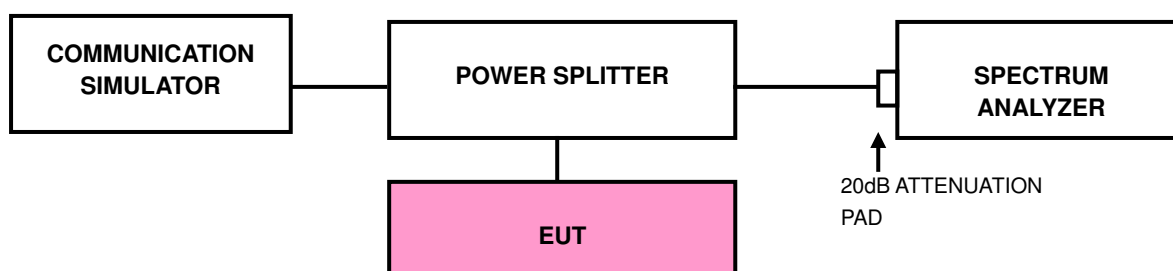 COMMUNICATION
SIMULATOR
POWER SPLITTER
SPECTRUM
ANALYZER
20dB ATTENUATION
PAD
EUT